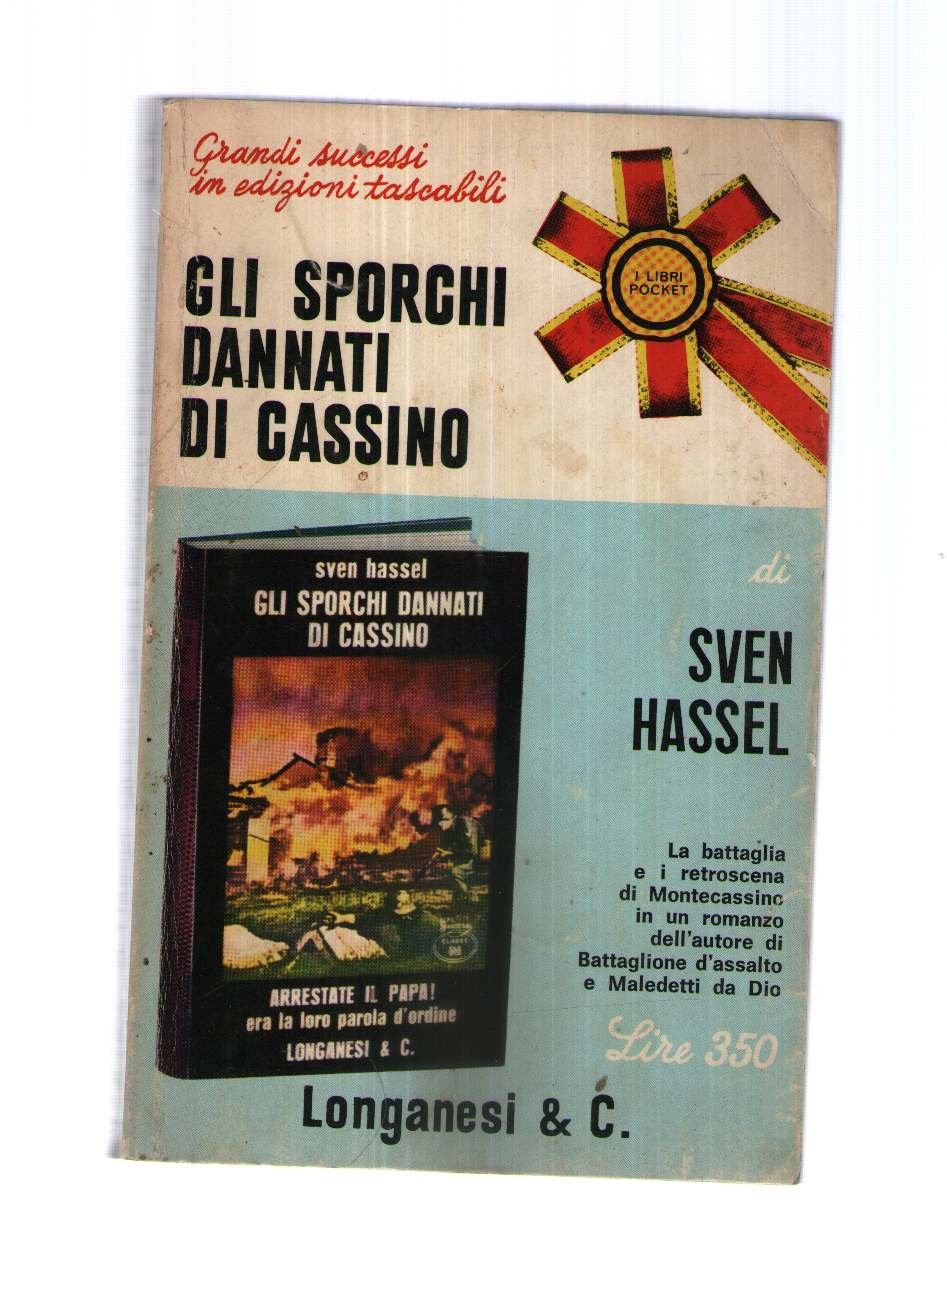 Grandi successi
in edizioni tascabili
I LIBRI
POCKET
GLI SPORCHI
DANNATI
DI CASSINO
sven hassel
GLI SPORCHI DANNATI
DI CASSINO
CLASSE
ARRESTATE IL PAPA!
era la loro parola d'ordine
LONGANESI & C.
di
SVEN
HASSEL
La battaglia
e i retroscena
di Montecassino
in un romanzo
dell'autore di
Battaglione d'assalto
e Maledetti da Dio
Lire 350
Longanesi & C.